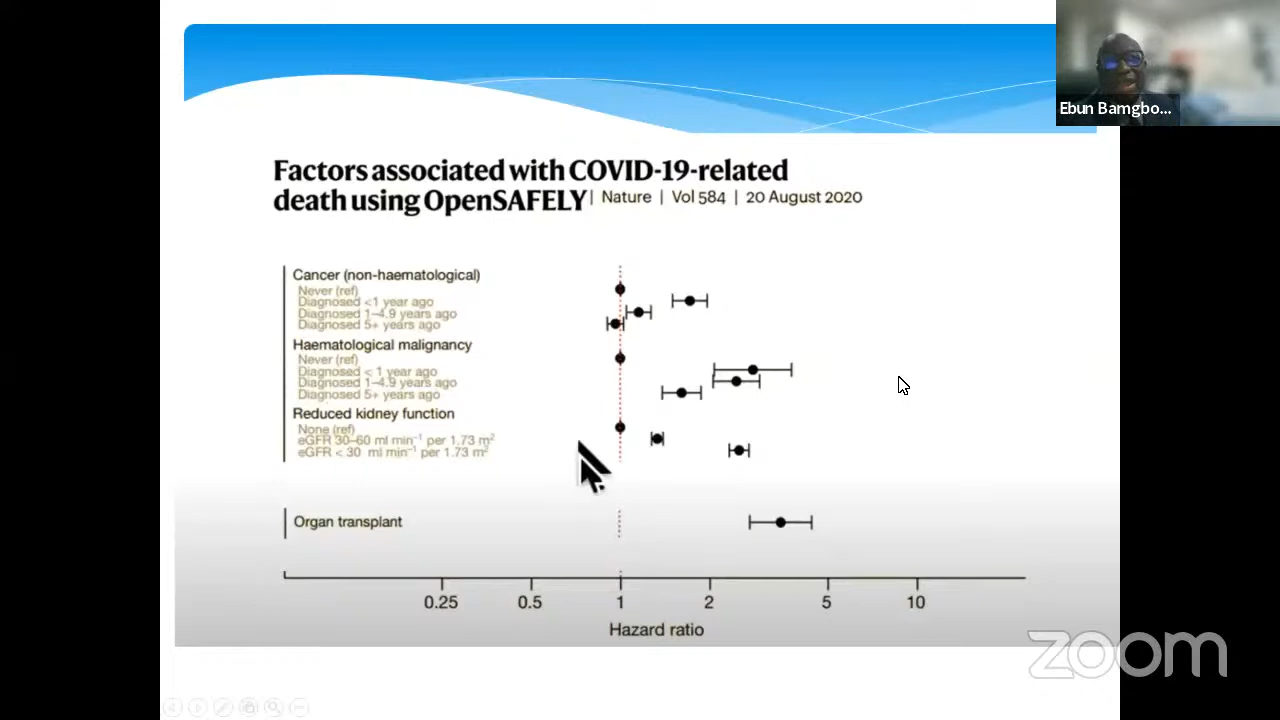 Ebun Bamgbo...
Factors associated with COVID-19-related
death using OpenSAFELY | Nature | Vol 584 | 20 August 2020
Cancer (non-haematological)
Never (ref)
Diagnosed <1 year ago
Diagnosed 1–4.9 years ago
Diagnosed 5+ years ago
Haematological malignancy
Never (ref)
Diagnosed < 1 year ago
Diagnosed 1–4.9 years ago
Diagnosed 5+ years ago
Reduced kidney function
None (ref)
eGFR 30–60 ml min⁻¹ per 1.73 m²
eGFR < 30 ml min⁻¹ per 1.73 m²
Organ transplant
0.25 0.5 1 2 5 10
Hazard ratio
zoom